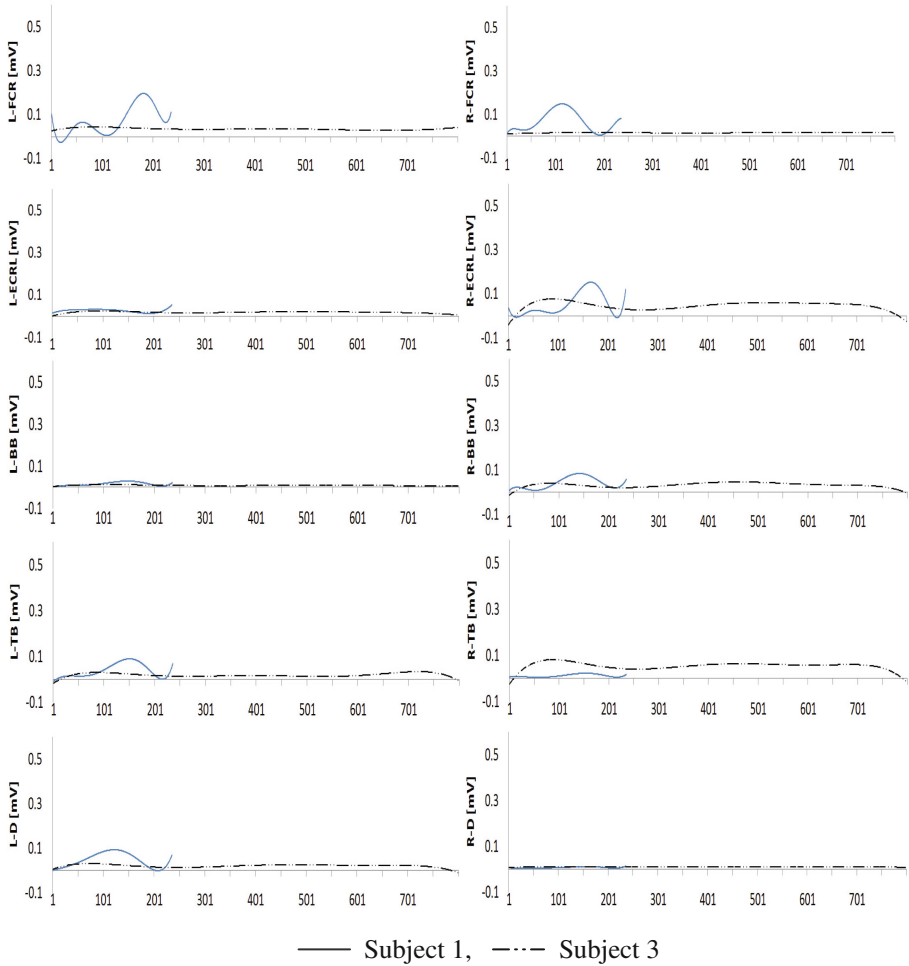 L-FCR [mV]
0.5
0.3
0.1
-0.1
1 101 201 301 401 501 601 701
R-FCR [mV]
0.5
0.3
0.1
-0.1
1 101 201 301 401 501 601 701
L-ECRL [mV]
0.5
0.3
0.1
-0.1
1 101 201 301 401 501 601 701
R-ECRL [mV]
0.5
0.3
0.1
-0.1
1 101 201 301 401 501 601 701
L-BB [mV]
0.5
0.3
0.1
-0.1
1 101 201 301 401 501 601 701
R-BB [mV]
0.5
0.3
0.1
-0.1
1 101 201 301 401 501 601 701
L-TB [mV]
0.5
0.3
0.1
-0.1
1 101 201 301 401 501 601 701
R-TB [mV]
0.5
0.3
0.1
-0.1
1 101 201 301 401 501 601 701
L-D [mV]
0.5
0.3
0.1
-0.1
1 101 201 301 401 501 601 701
R-D [mV]
0.5
0.3
0.1
-0.1
1 101 201 301 401 501 601 701
Subject 1, Subject 3